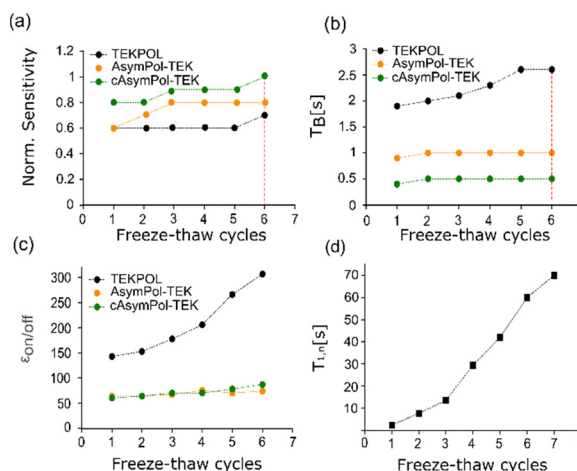 (a)
TEKPOL
AsymPol-TEK
cAsymPol-TEK
Norm. Sensitivity
1.2
1
0.8
0.6
0.4
0.2
0
0 1 2 3 4 5 6 7
Freeze-thaw cycles
(b)
TEKPOL
AsymPol-TEK
cAsymPol-TEK
TB[s]
2.5
2
1.5
1
0.5
0
0 1 2 3 4 5 6 7
Freeze-thaw cycles
(c)
TEKPOL
AsymPol-TEK
cAsymPol-TEK
εon/off
300
250
200
150
100
50
0
0 1 2 3 4 5 6 7
Freeze-thaw cycles
(d)
T1,n[s]
70
60
50
40
30
20
10
0 1 2 3 4 5 6 7
Freeze-thaw cycles